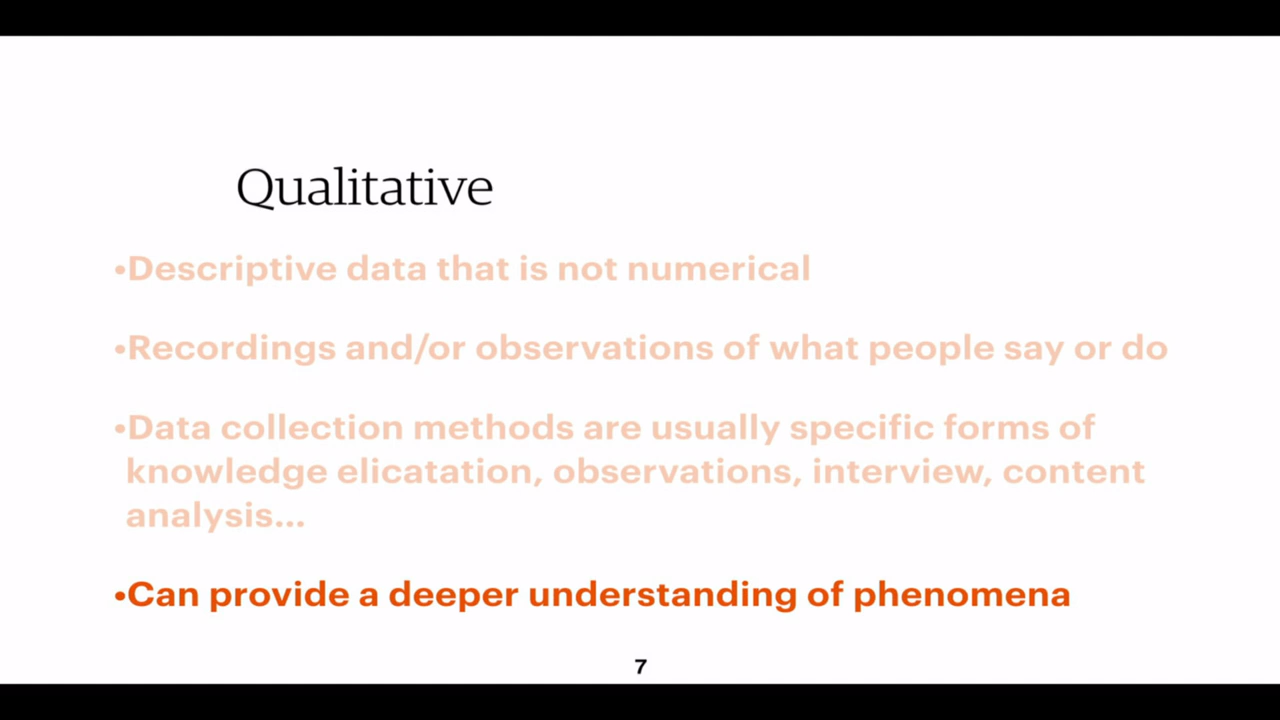 Qualitative
•Descriptive data that is not numerical
•Recordings and/or observations of what people say or do
•Data collection methods are usually specific forms of
knowledge elicatation, observations, interview, content
analysis...
•Can provide a deeper understanding of phenomena
7